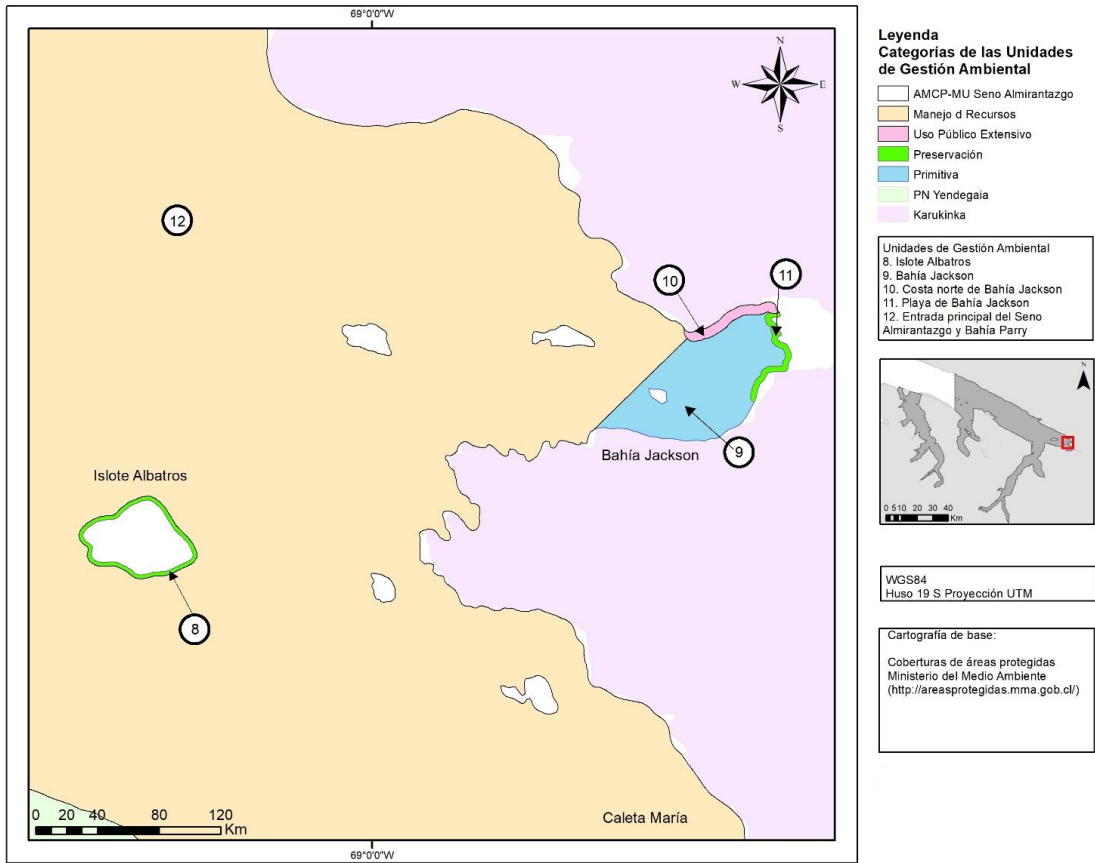 69°0'0"W
N
W
E
S
12
10
11
Bahía Jackson
9
Islote Albatros
8
Caleta María
0 20 40 80 120
Km
69°0'0"W
Leyenda
Categorías de las Unidades
de Gestión Ambiental
AMCP-MU Seno Almirantazgo
Manejo d Recursos
Uso Público Extensivo
Preservación
Primitiva
PN Yendegaia
Karukinka
Unidades de Gestión Ambiental
8. Islote Albatros
9. Bahía Jackson
10. Costa norte de Bahía Jackson
11. Playa de Bahía Jackson
12. Entrada principal del Seno
Almirantazgo y Bahía Parry
N
0 5 10 20 30 40
Km
WGS84
Huso 19 S Proyección UTM
Cartografía de base:
Coberturas de áreas protegidas
Ministerio del Medio Ambiente
(http://areasprotegidas.mma.gob.cl/)